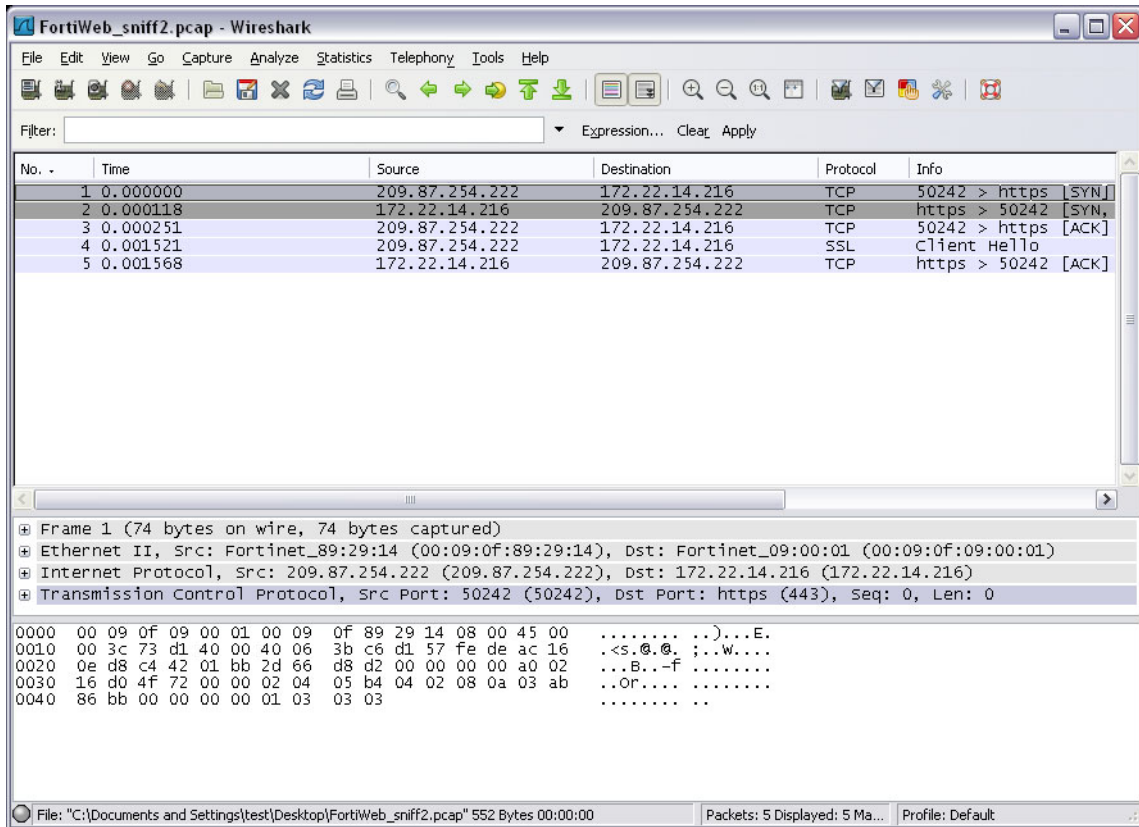 FortiWeb_sniff2.pcap - Wireshark
File Edit View Go Capture Analyze Statistics Telephony Tools Help
Filter: Expression... Clear Apply
No. Time Source Destination Protocol Info
1 0.000000 209.87.254.222 172.22.14.216 TCP 50242 > https [SYN]
2 0.000118 172.22.14.216 209.87.254.222 TCP https > 50242 [SYN,
3 0.000251 209.87.254.222 172.22.14.216 TCP 50242 > https [ACK]
4 0.001521 209.87.254.222 172.22.14.216 SSL Client Hello
5 0.001568 172.22.14.216 209.87.254.222 TCP https > 50242 [ACK]
Frame 1 (74 bytes on wire, 74 bytes captured)
Ethernet II, Src: Fortinet_89:29:14 (00:09:0f:89:29:14), Dst: Fortinet_09:00:01 (00:09:0f:09:00:01)
Internet Protocol, Src: 209.87.254.222 (209.87.254.222), Dst: 172.22.14.216 (172.22.14.216)
Transmission Control Protocol, Src Port: 50242 (50242), Dst Port: https (443), Seq: 0, Len: 0
0000 00 09 0f 09 00 01 00 09 0f 89 29 14 08 00 45 00 ........ ..)...E.
0010 00 3c 73 d1 40 00 40 06 3b c6 d1 57 fe de ac 16 .<s.@.@. ;..W....
0020 0e d8 c4 42 01 bb 2d 66 d8 d2 00 00 00 00 a0 02 ...B..-f ........
0030 16 d0 4f 72 00 00 02 04 05 b4 04 02 08 0a 03 ab ..Or.... ........
0040 86 bb 00 00 00 00 01 03 03 03 ........ ..
File: "C:\Documents and Settings\test\Desktop\FortiWeb_sniff2.pcap" 552 Bytes 00:00:00 Packets: 5 Displayed: 5 Ma... Profile: Default